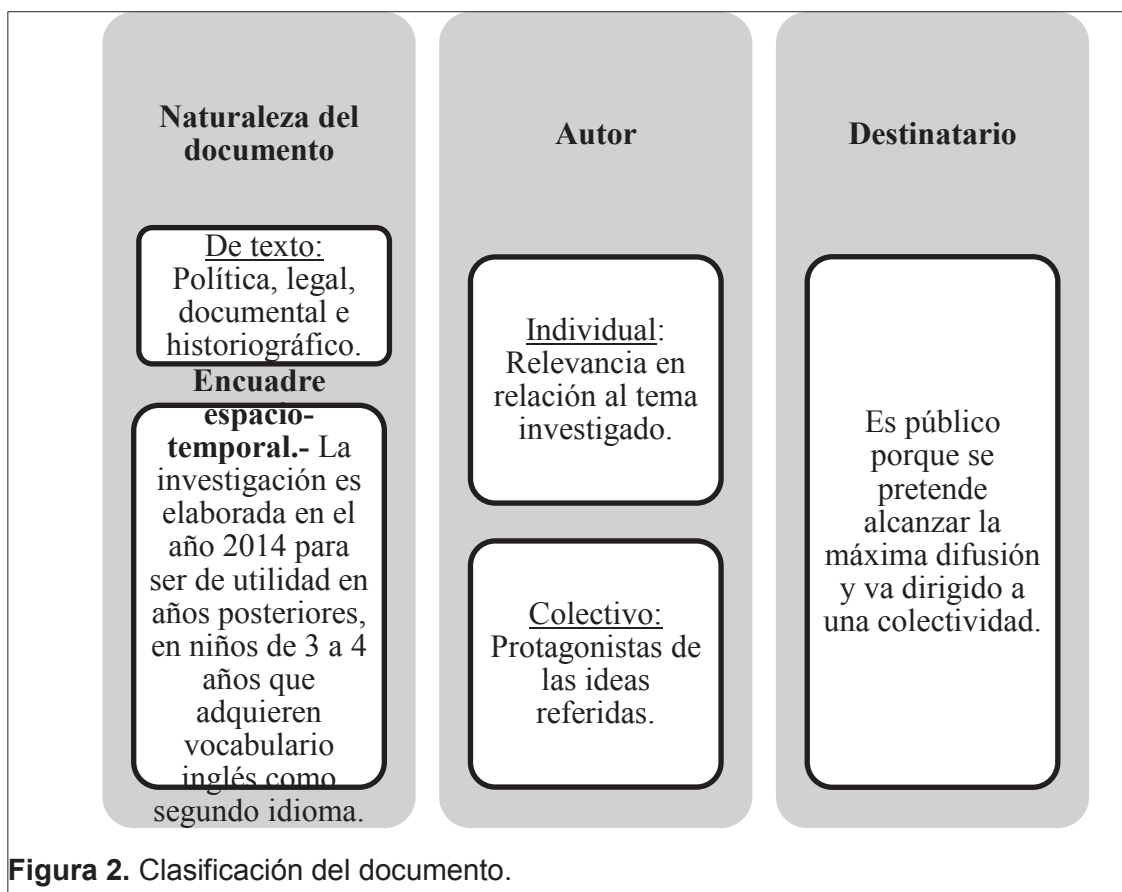 Naturaleza del
documento
De texto:
Política, legal,
documental e
historiográfico.
Encuadre
espacio-
temporal.- La
investigación es
elaborada en el
año 2014 para
ser de utilidad en
años posteriores,
en niños de 3 a 4
años que
adquieren
vocabulario
inglés como
segundo idioma.
Autor
Individual:
Relevancia en
relación al tema
investigado.
Colectivo:
Protagonistas de
las ideas
referidas.
Destinatario
Es público
porque se
pretende
alcanzar la
máxima difusión
y va dirigido a
una colectividad.
Figura 2. Clasificación del documento.